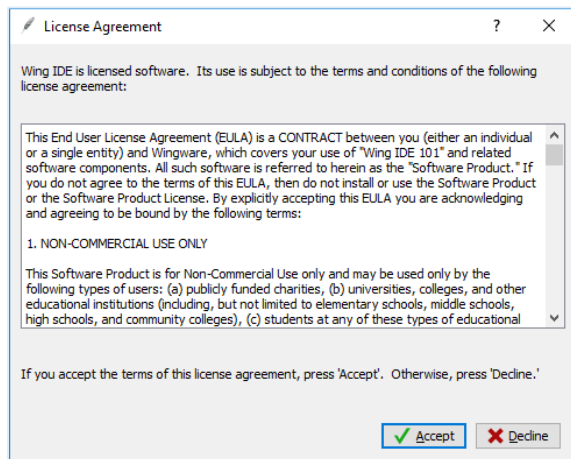 License Agreement
Wing IDE is licensed software.  Its use is subject to the terms and conditions of the following
license agreement:
This End User License Agreement (EULA) is a CONTRACT between you (either an individual
or a single entity) and Wingware, which covers your use of "Wing IDE 101" and related
software components. All such software is referred to herein as the "Software Product." If
you do not agree to the terms of this EULA, then do not install or use the Software Product
or the Software Product License. By explicitly accepting this EULA you are acknowledging
and agreeing to be bound by the following terms:
1. NON-COMMERCIAL USE ONLY
This Software Product is for Non-Commercial Use only and may be used only by the
following types of users: (a) publicly funded charities, (b) universities, colleges, and other
educational institutions (including, but not limited to elementary schools, middle schools,
high schools, and community colleges), (c) students at any of these types of educational
If you accept the terms of this license agreement, press 'Accept'.  Otherwise, press 'Decline.'
Accept Decline